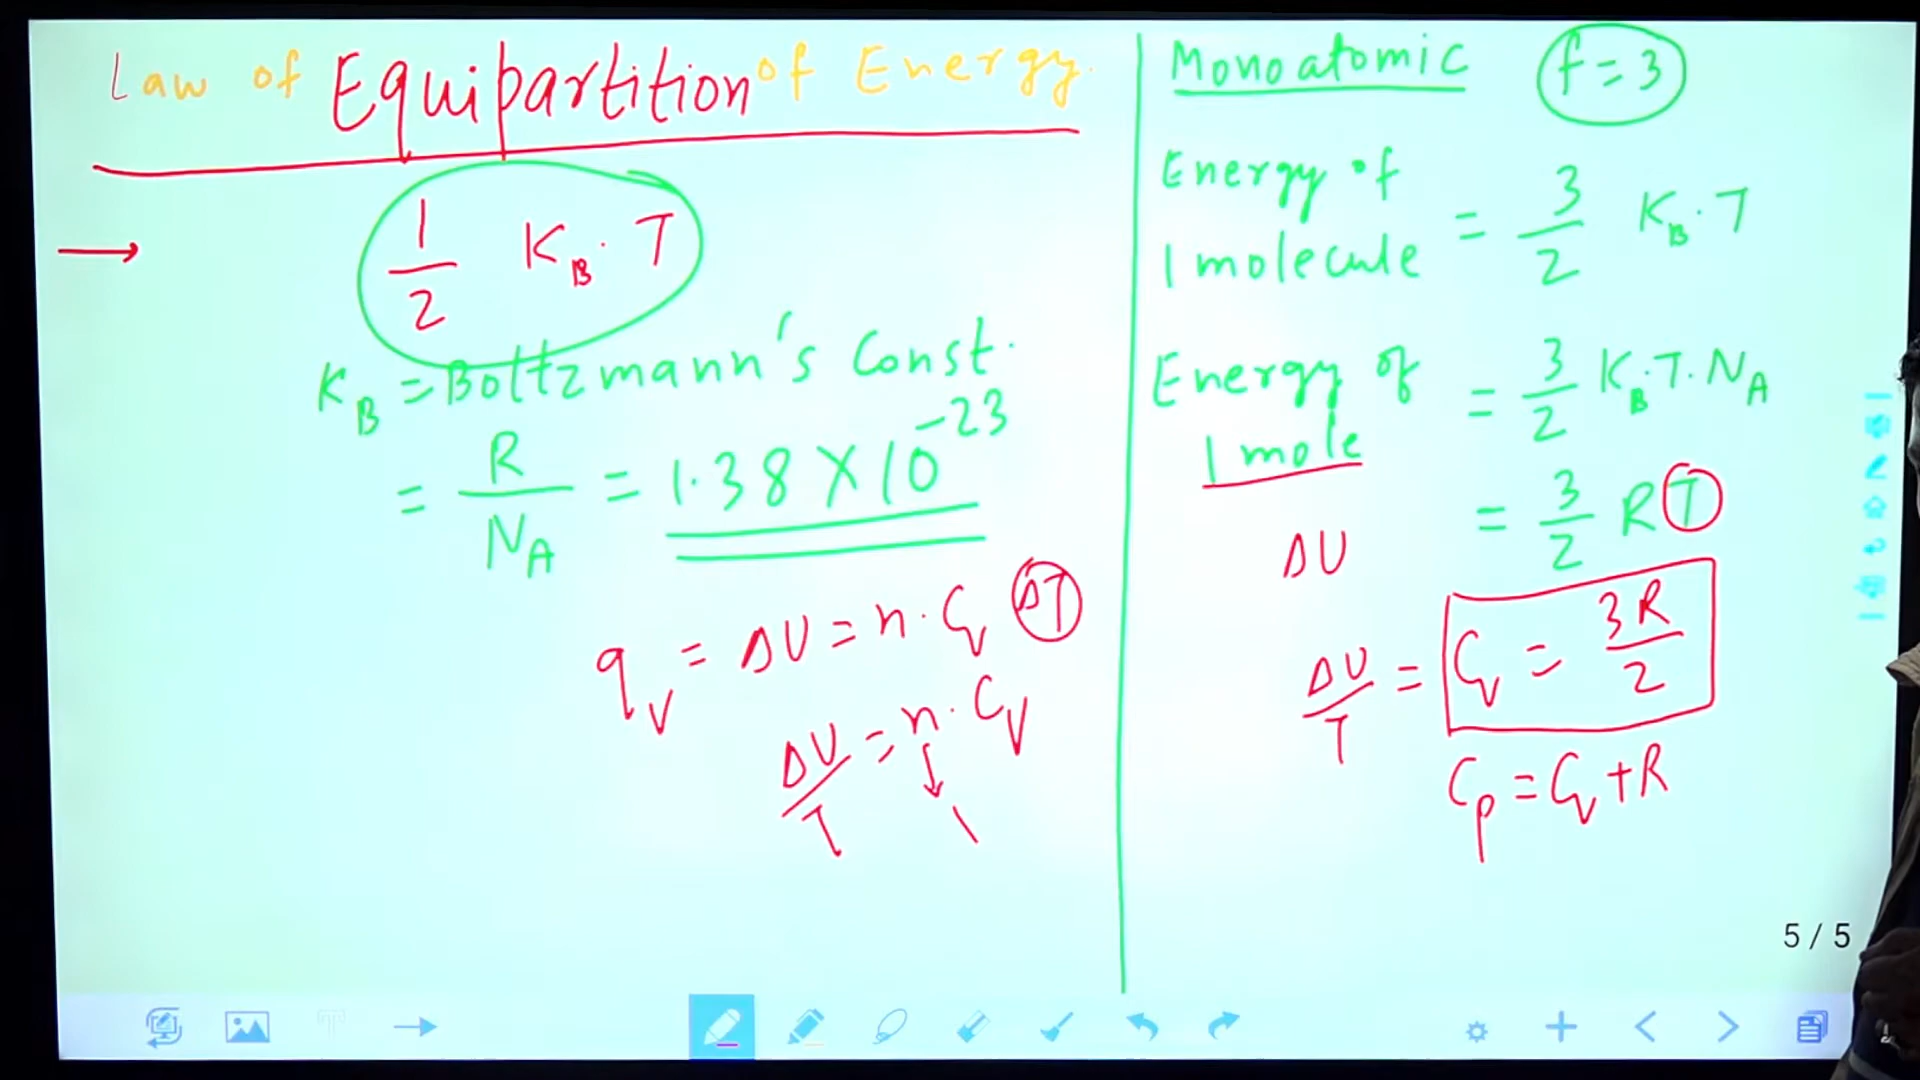 Law of Equipartition of Energy.
→ 1/2 K_B · T
K_B = Boltzmann's Const.
= R/N_A = 1.38 X 10^-23
q_v = ΔU = n · C_v ΔT
ΔU/T = n · C_v
↓
1
Monoatomic f = 3
Energy of
1 molecule = 3/2 K_B · T
Energy of
1 mole = 3/2 K_B · T · N_A
= 3/2 RT
ΔU
ΔU/T = C_v = 3R/2
C_p = C_v + R
5 / 5